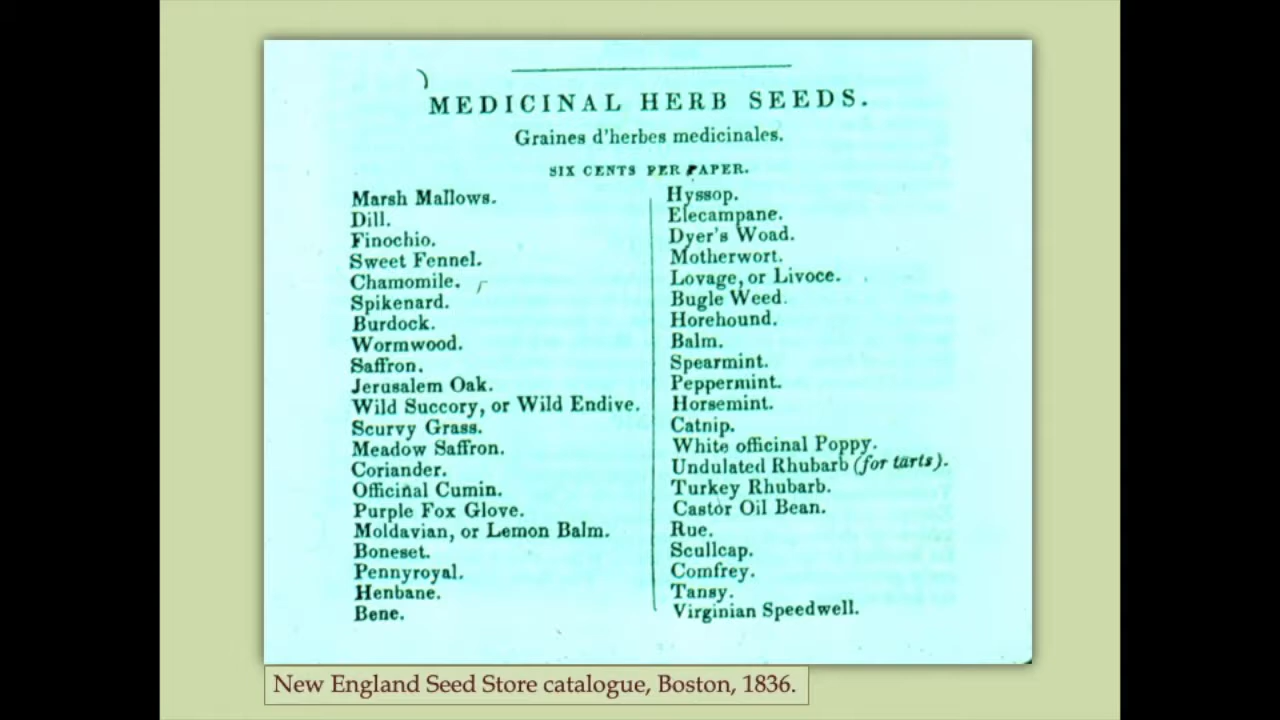 MEDICINAL HERB SEEDS.
Graines d'herbes medicinales.
SIX CENTS PER PAPER.
Marsh Mallows.
Dill.
Finochio.
Sweet Fennel.
Chamomile.
Spikenard.
Burdock.
Wormwood.
Saffron.
Jerusalem Oak.
Wild Succory, or Wild Endive.
Scurvy Grass.
Meadow Saffron.
Coriander.
Officinal Cumin.
Purple Fox Glove.
Moldavian, or Lemon Balm.
Boneset.
Pennyroyal.
Henbane.
Bene.
Hyssop.
Elecampane.
Dyer's Woad.
Motherwort.
Lovage, or Livoce.
Bugle Weed.
Horehound.
Balm.
Spearmint.
Peppermint.
Horsemint.
Catnip.
White officinal Poppy.
Undulated Rhubarb (for tarts).
Turkey Rhubarb.
Castor Oil Bean.
Rue.
Scullcap.
Comfrey.
Tansy.
Virginian Speedwell.
New England Seed Store catalogue, Boston, 1836.